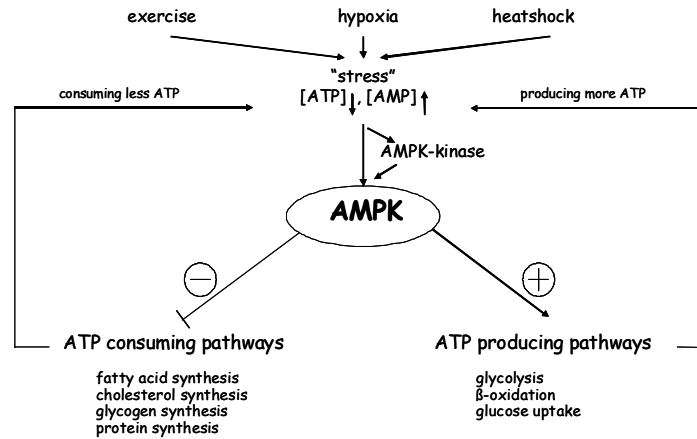 exercise
hypoxia
heatshock
"stress"
consuming less ATP
[ATP]↓, [AMP]↑
producing more ATP
AMPK-kinase
AMPK
−
+
ATP consuming pathways
ATP producing pathways
fatty acid synthesis
cholesterol synthesis
glycogen synthesis
protein synthesis
glycolysis
ß-oxidation
glucose uptake